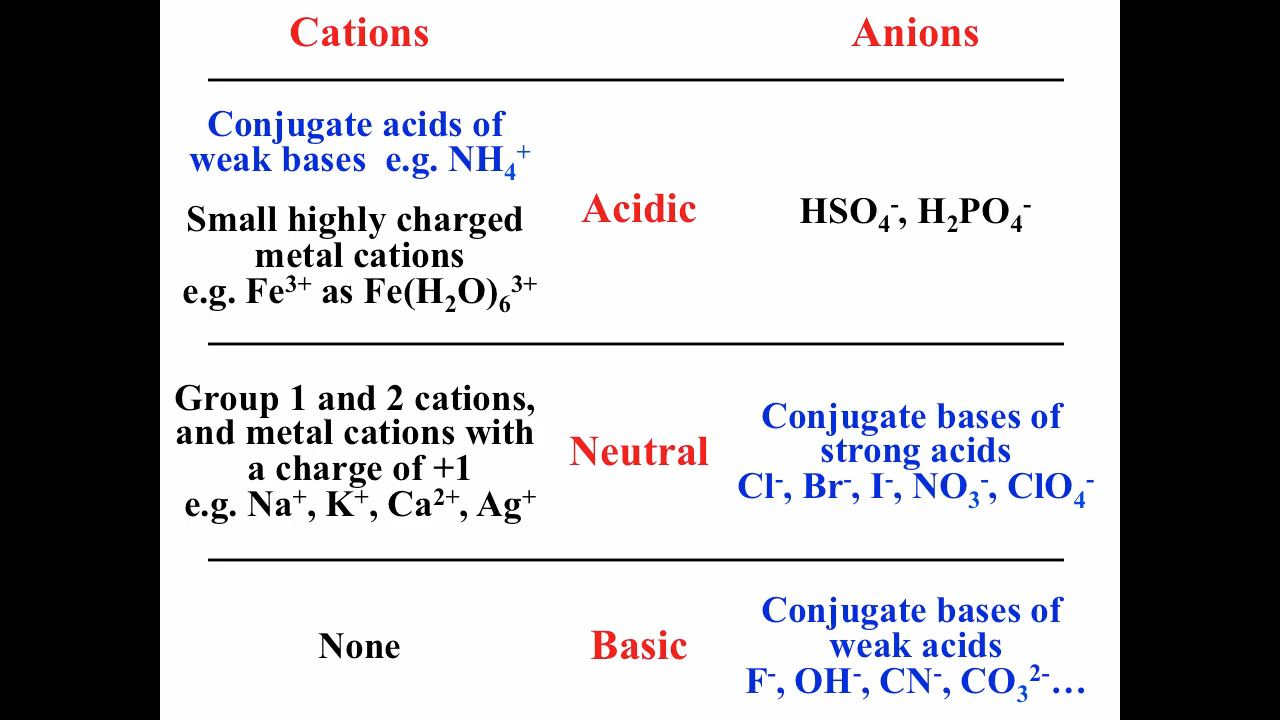 Cations Anions
Conjugate acids of
weak bases e.g. NH₄⁺
Small highly charged
metal cations
e.g. Fe³⁺ as Fe(H₂O)₆³⁺
Acidic
HSO₄⁻, H₂PO₄⁻
Group 1 and 2 cations,
and metal cations with
a charge of +1
e.g. Na⁺, K⁺, Ca²⁺, Ag⁺
Neutral
Conjugate bases of
strong acids
Cl⁻, Br⁻, I⁻, NO₃⁻, ClO₄⁻
None
Basic
Conjugate bases of
weak acids
F⁻, OH⁻, CN⁻, CO₃²⁻…